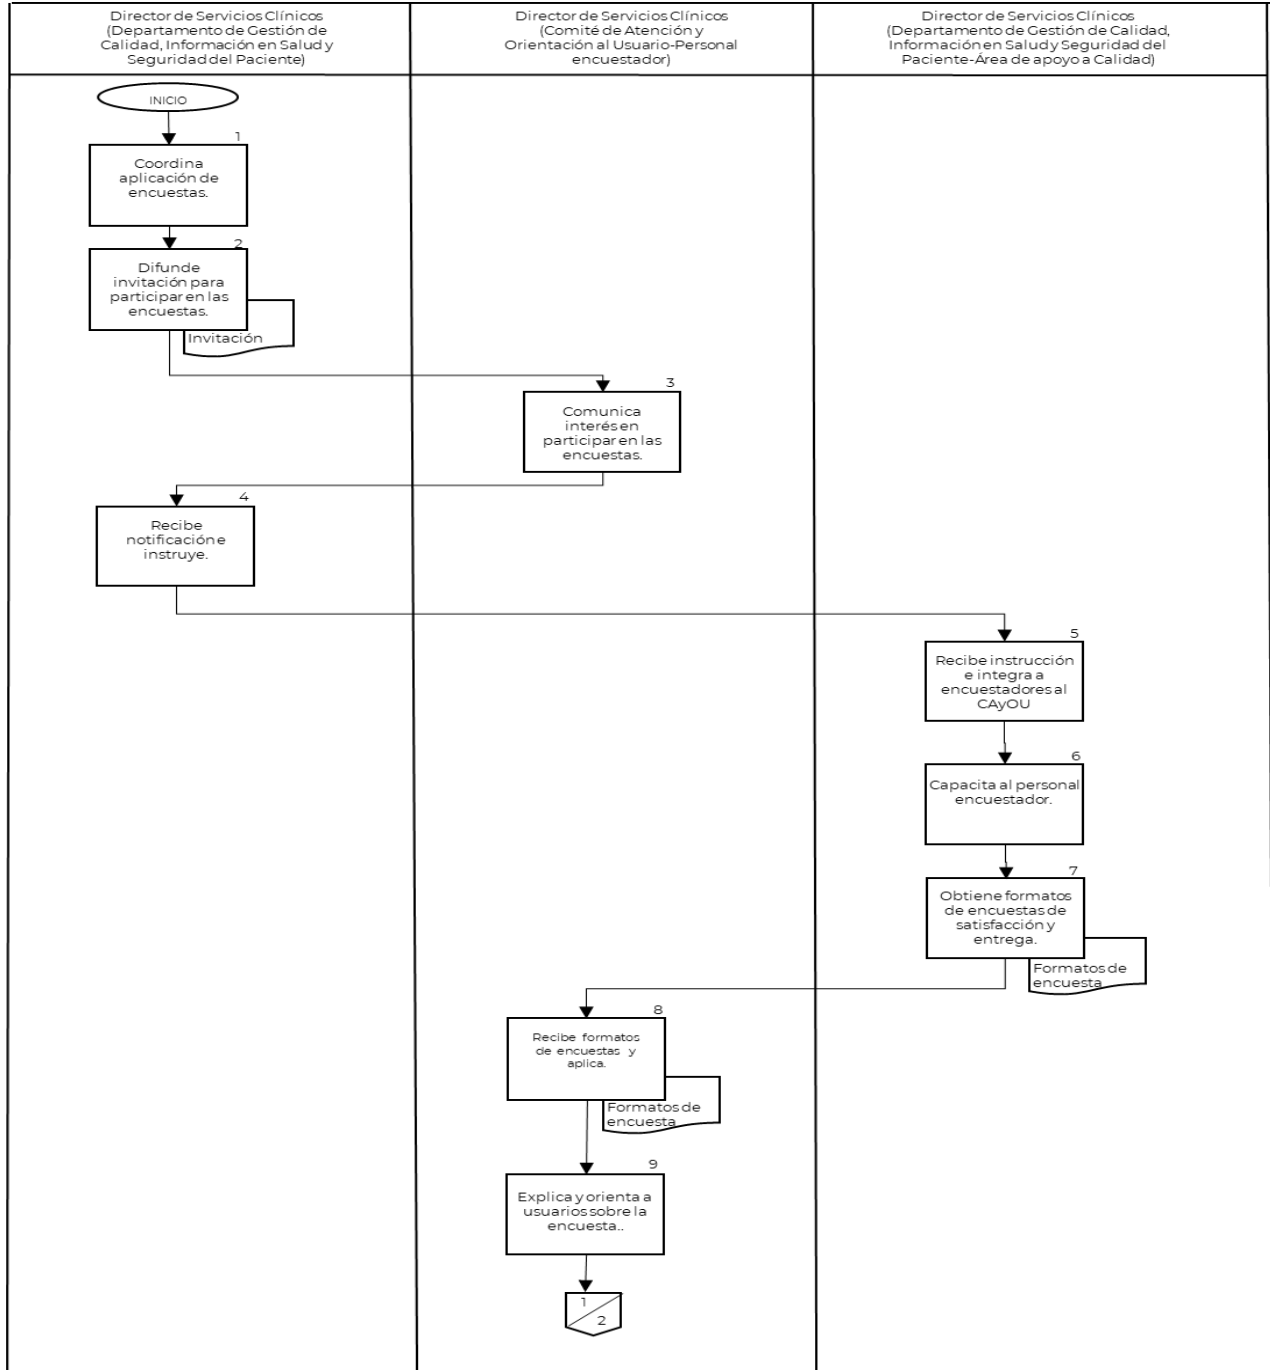 Director de Servicios Clínicos
(Departamento de Gestión de
Calidad, Información en Salud y
Seguridad del Paciente)
Director de Servicios Clínicos
(Comité de Atención y
Orientación al Usuario-Personal
encuestador)
Director de Servicios Clínicos
(Departamento de Gestión de Calidad,
Información en Salud y Seguridad del
Paciente-Área de apoyo a Calidad)
INICIO
1
Coordina
aplicación de
encuestas.
2
Difunde
invitación para
participar en las
encuestas.
Invitación
3
Comunica
interés en
participar en las
encuestas.
4
Recibe
notificación e
instruye.
5
Recibe instrucción
e integra a
encuestadores al
CAyOU
6
Capacita al personal
encuestador.
7
Obtiene formatos
de encuestas de
satisfacción y
entrega.
Formatos de
encuesta
8
Recibe formatos
de encuestas y
aplica.
Formatos de
encuesta
9
Explica y orienta a
usuarios sobre la
encuesta..
1
2